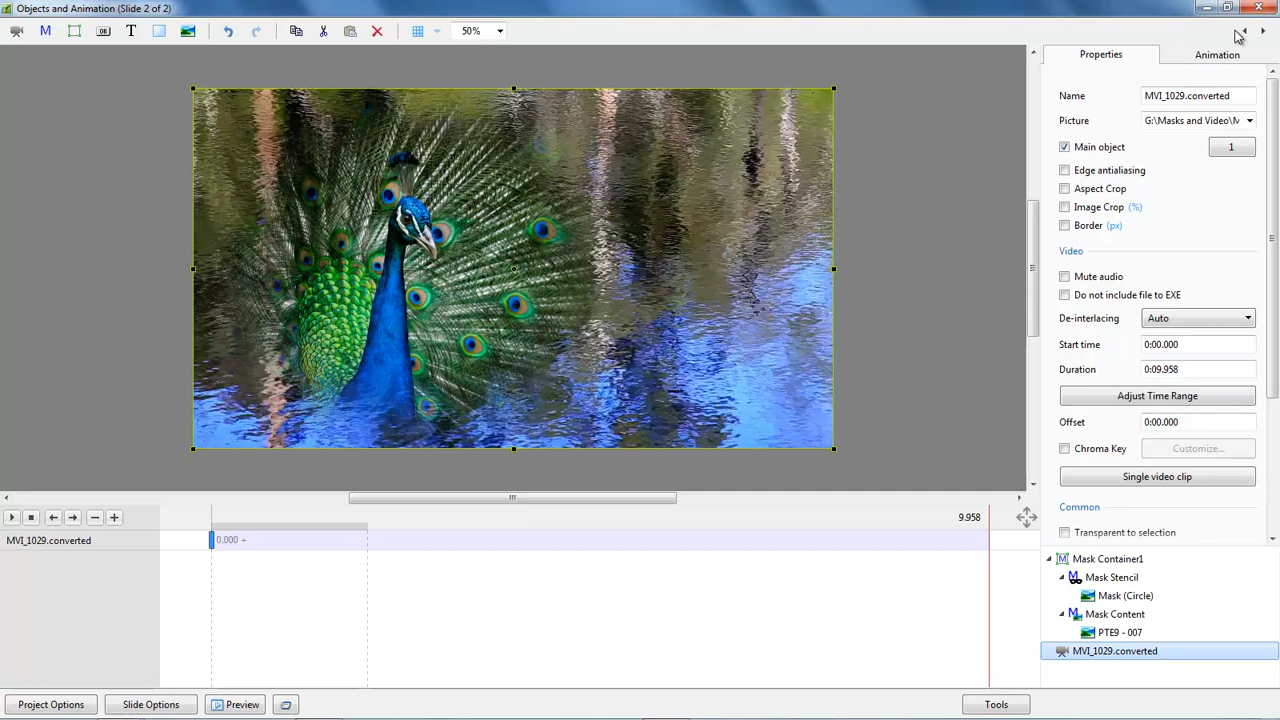 Objects and Animation (Slide 2 of 2)
M OK T 50%
Properties Animation
Name MVI_1029.converted
Picture G:\Masks and Video\M
Main object 1
Edge antialiasing
Aspect Crop
Image Crop (%)
Border (px)
Video
Mute audio
Do not include file to EXE
De-interlacing Auto
Start time 0:00.000
Duration 0:09.958
Adjust Time Range
Offset 0:00.000
Chroma Key Customize...
Single video clip
Common
Transparent to selection
9.958
MVI_1029.converted 0.000 +
M Mask Container1
M Mask Stencil
Mask (Circle)
M Mask Content
PTE9 - 007
MVI_1029.converted
Project Options Slide Options Preview Tools